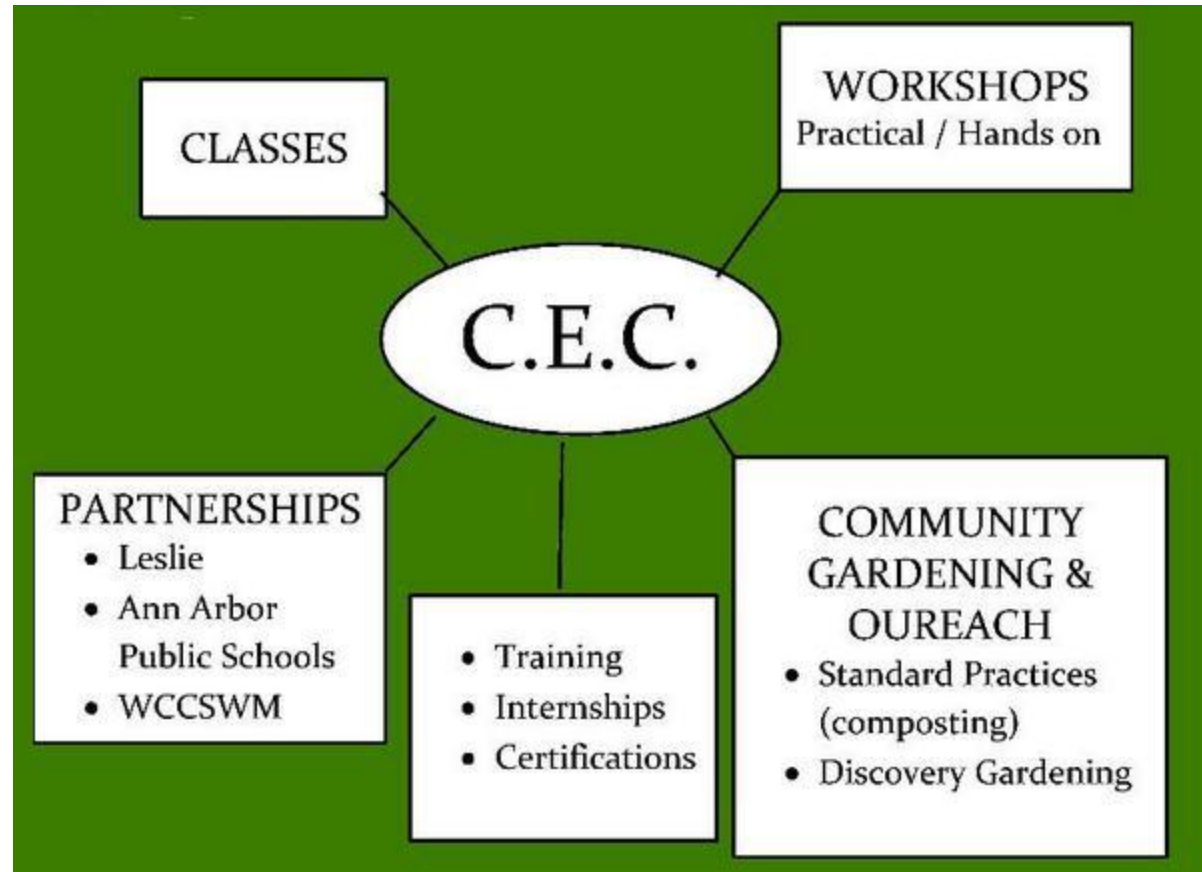 CLASSES
WORKSHOPS
Practical / Hands on
C.E.C.
PARTNERSHIPS
• Leslie
• Ann Arbor
Public Schools
• WCCSWM
• Training
• Internships
• Certifications
COMMUNITY
GARDENING &
OUREACH
• Standard Practices
(composting)
• Discovery Gardening